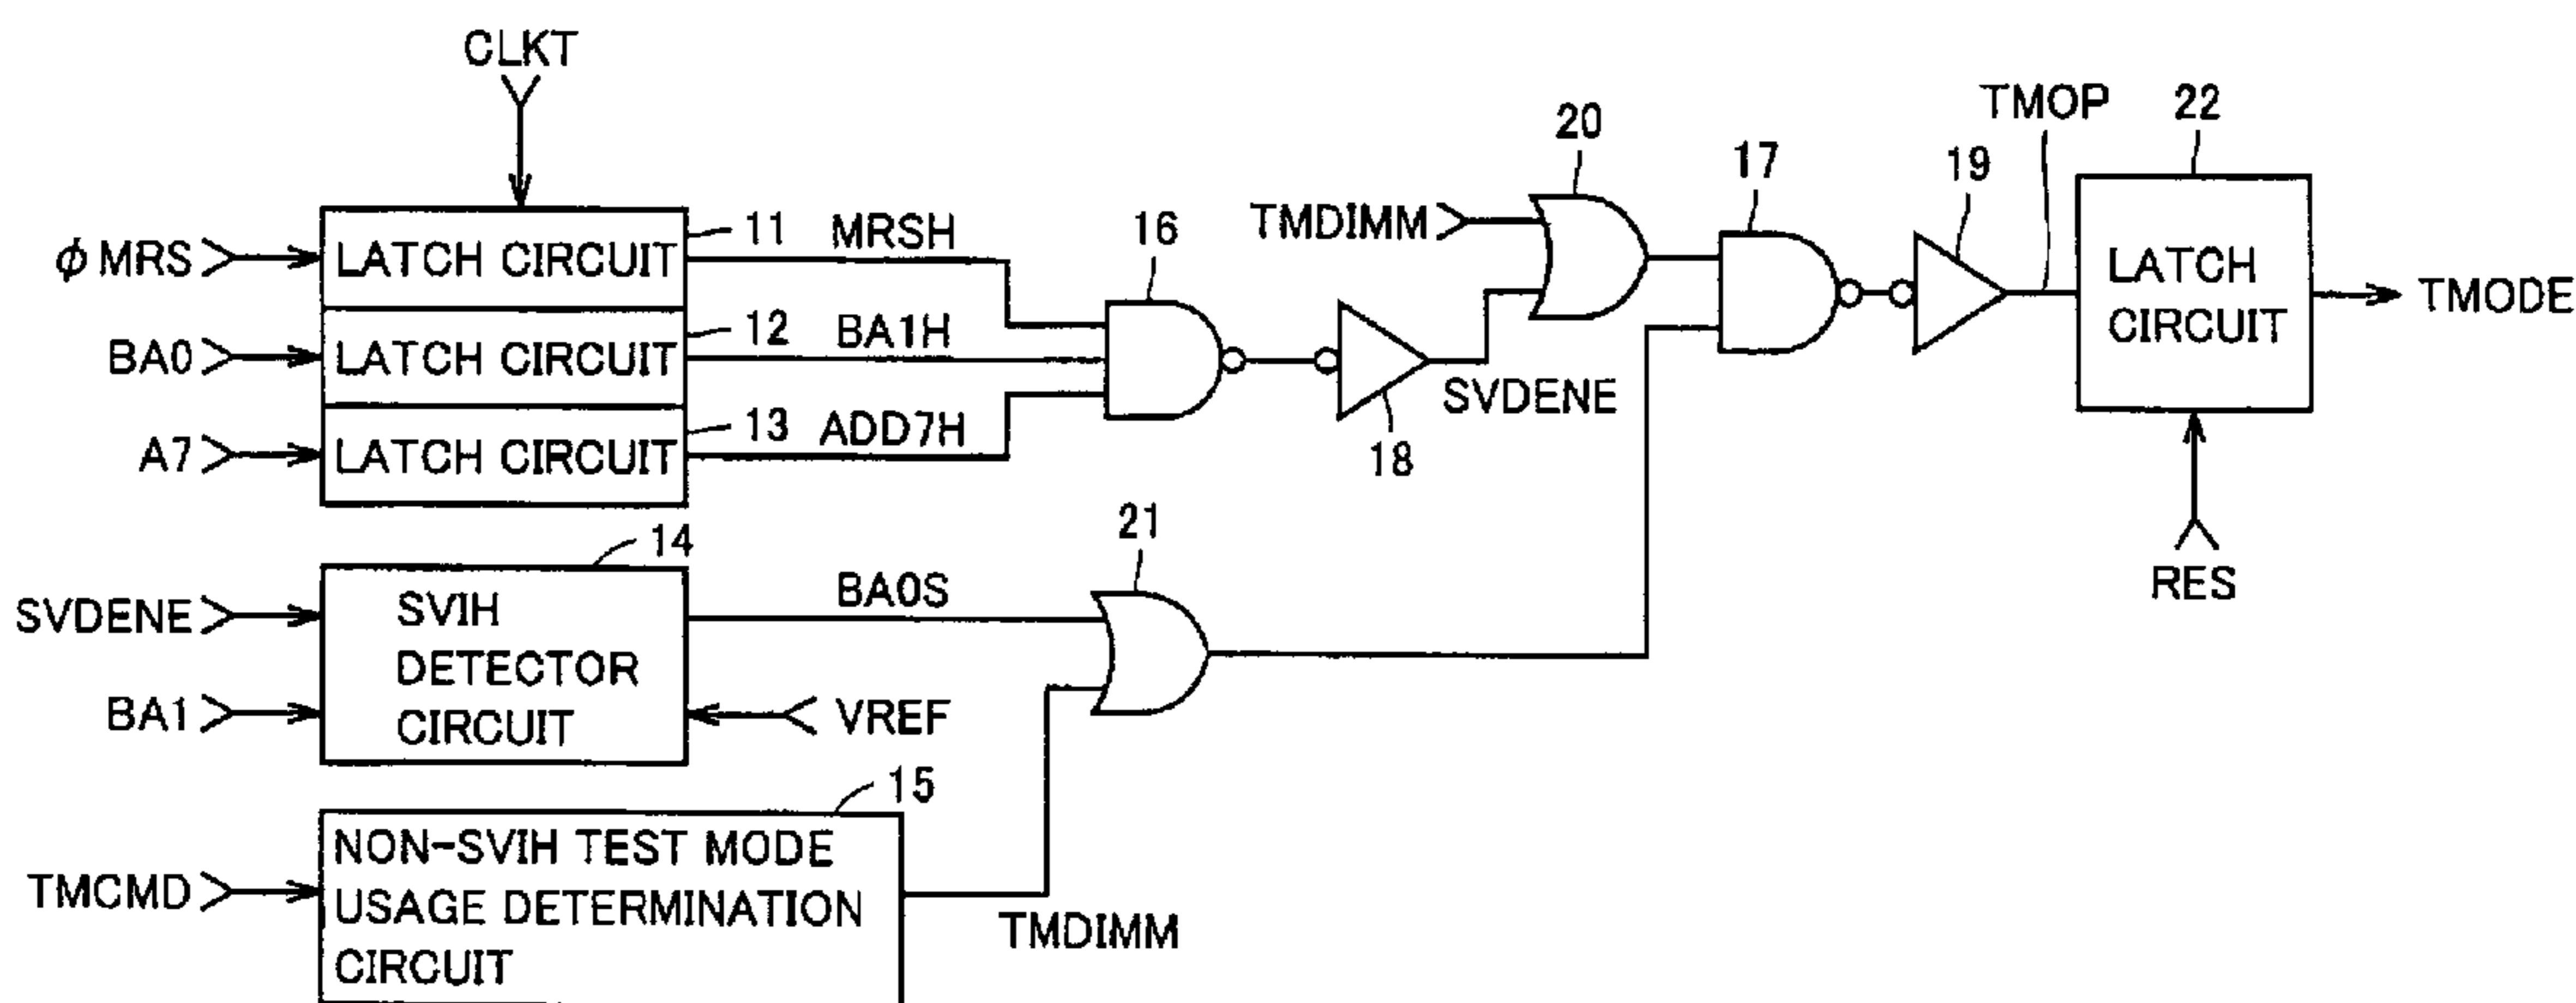 CLKT
φMRS
LATCH CIRCUIT
11
MRSH
BA0
LATCH CIRCUIT
12
BA1H
A7
LATCH CIRCUIT
13
ADD7H
16
18
SVDENE
TMDIMM
20
17
19
TMOP
22
LATCH
CIRCUIT
TMODE
RES
SVDENE
BA1
14
SVIH
DETECTOR
CIRCUIT
BA0S
VREF
21
TMCMD
15
NON-SVIH TEST MODE
USAGE DETERMINATION
CIRCUIT
TMDIMM